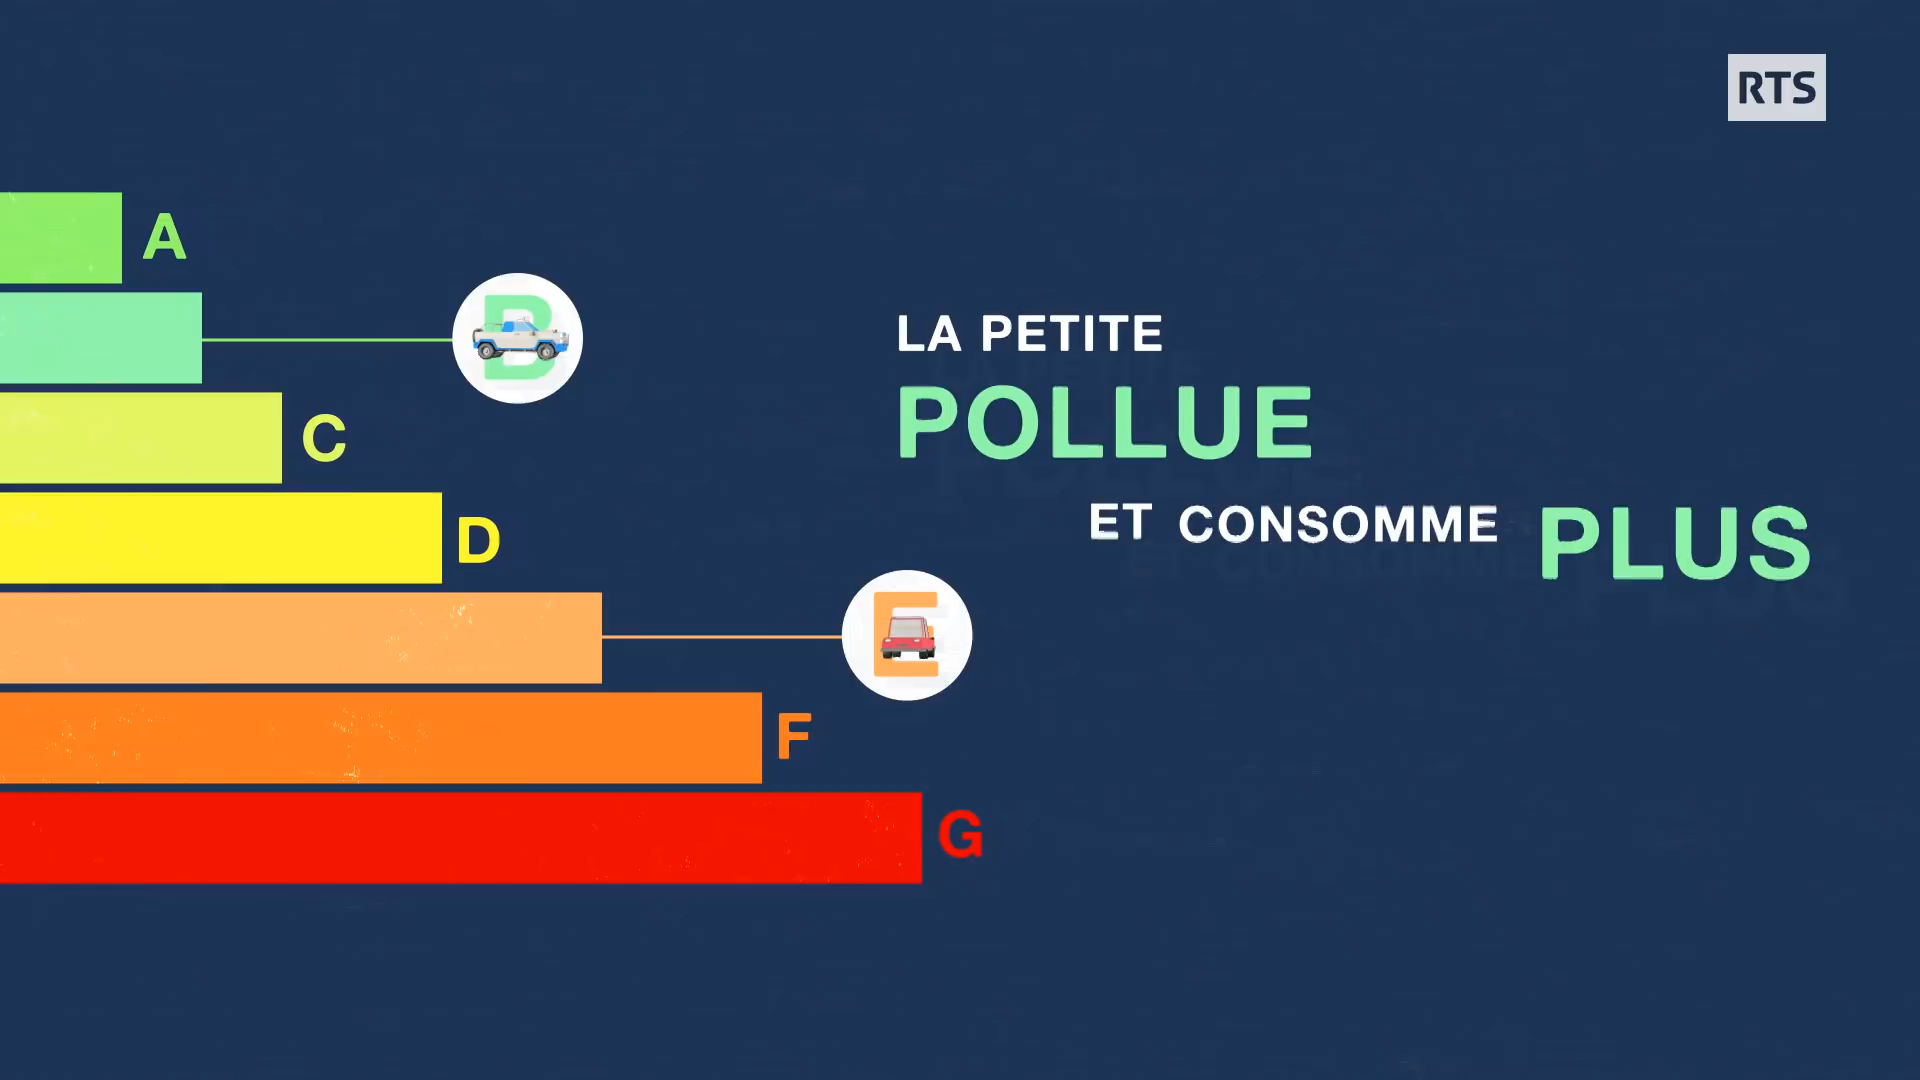 RTS
A
B
C
D
E
F
G
LA PETITE
POLLUE
ET CONSOMME PLUS